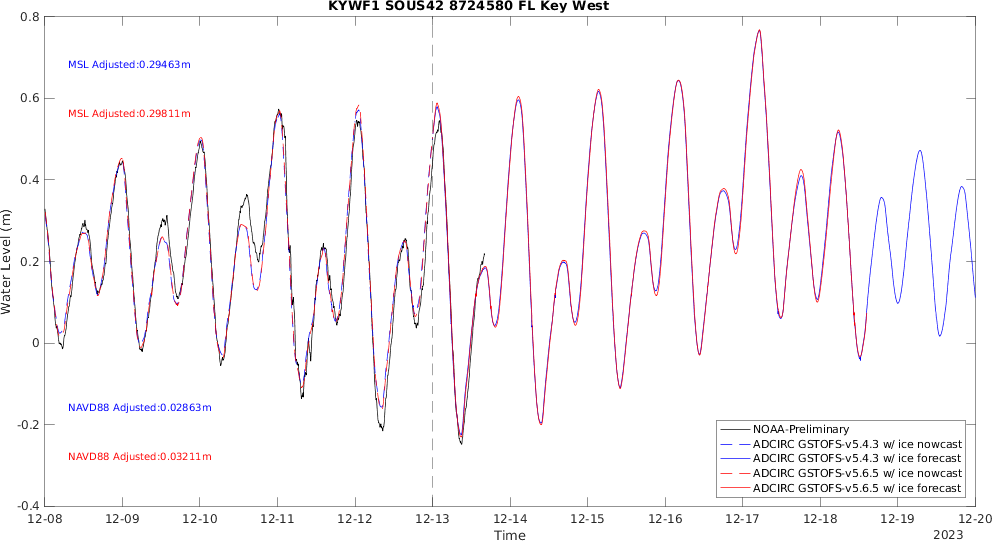 KYWF1 SOUS42 8724580 FL Key West
0.8
0.6
0.4
0.2
0
-0.2
-0.4
Water Level (m)
MSL Adjusted:0.29463m
MSL Adjusted:0.29811m
NAVD88 Adjusted:0.02863m
NAVD88 Adjusted:0.03211m
NOAA-Preliminary
ADCIRC GSTOFS-v5.4.3 w/ ice nowcast
ADCIRC GSTOFS-v5.4.3 w/ ice forecast
ADCIRC GSTOFS-v5.6.5 w/ ice nowcast
ADCIRC GSTOFS-v5.6.5 w/ ice forecast
12-08 12-09 12-10 12-11 12-12 12-13 12-14 12-15 12-16 12-17 12-18 12-19 12-20
Time
2023